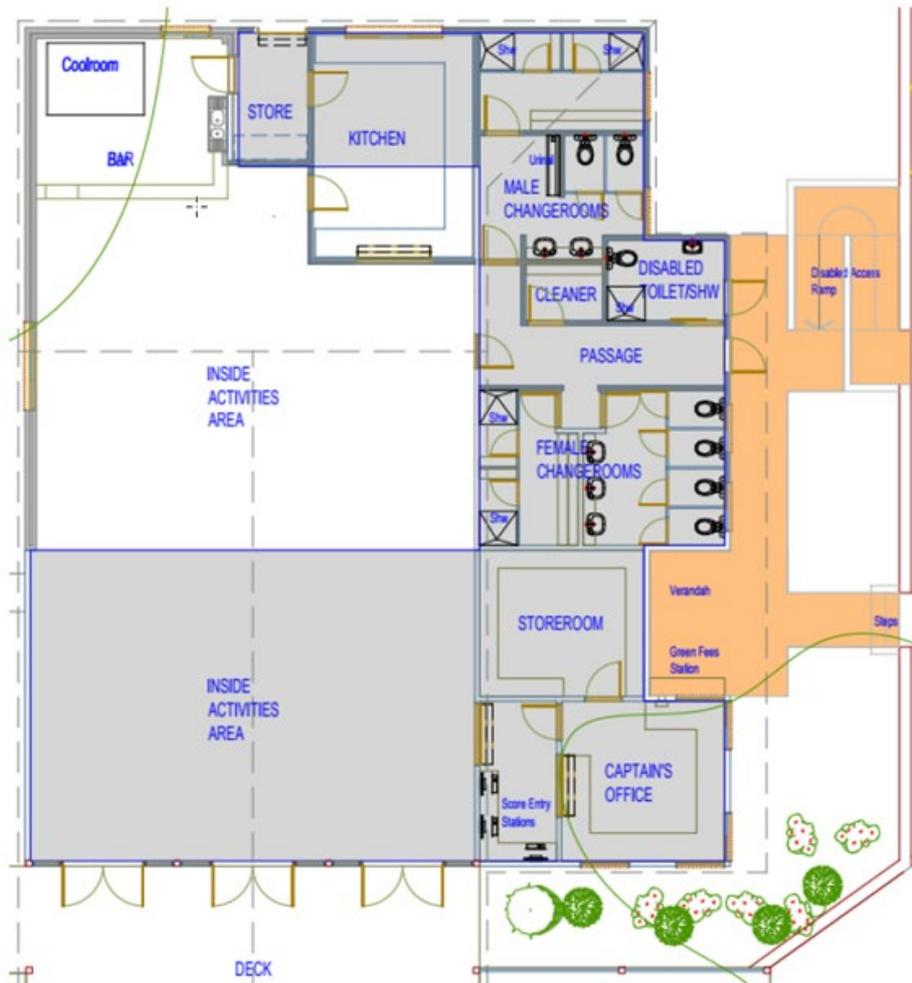 Shw
Shw
Coolroom
STORE
KITCHEN
BAR
Urinal
MALE
CHANGEROOMS
DISABLED
TOILET/SHW
Disabled Access
Ramp
CLEANER
Shw
PASSAGE
INSIDE
ACTIVITIES
AREA
Shw
FEMALE
CHANGEROOMS
Shw
Verandah
STOREROOM
Steps
Green Fees
Station
INSIDE
ACTIVITIES
AREA
CAPTAIN'S
OFFICE
Score Entry
Stations
DECK